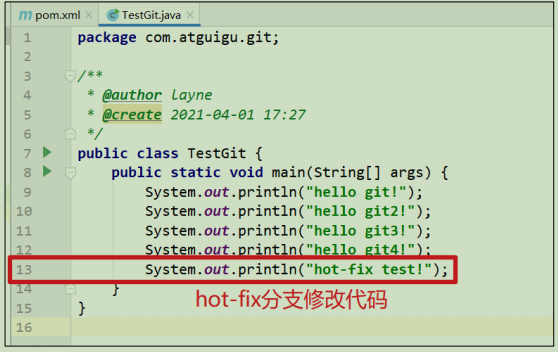 pom.xml × TestGit.java ×
1 package com.atguigu.git;
2
3 /**
4 * @author layne
5 * @create 2021-04-01 17:27
6 */
7 public class TestGit {
8 public static void main(String[] args) {
9 System.out.println("hello git!");
10 System.out.println("hello git2!");
11 System.out.println("hello git3!");
12 System.out.println("hello git4!");
13 System.out.println("hot-fix test!");
14 }
hot-fix分支修改代码
15 }
16